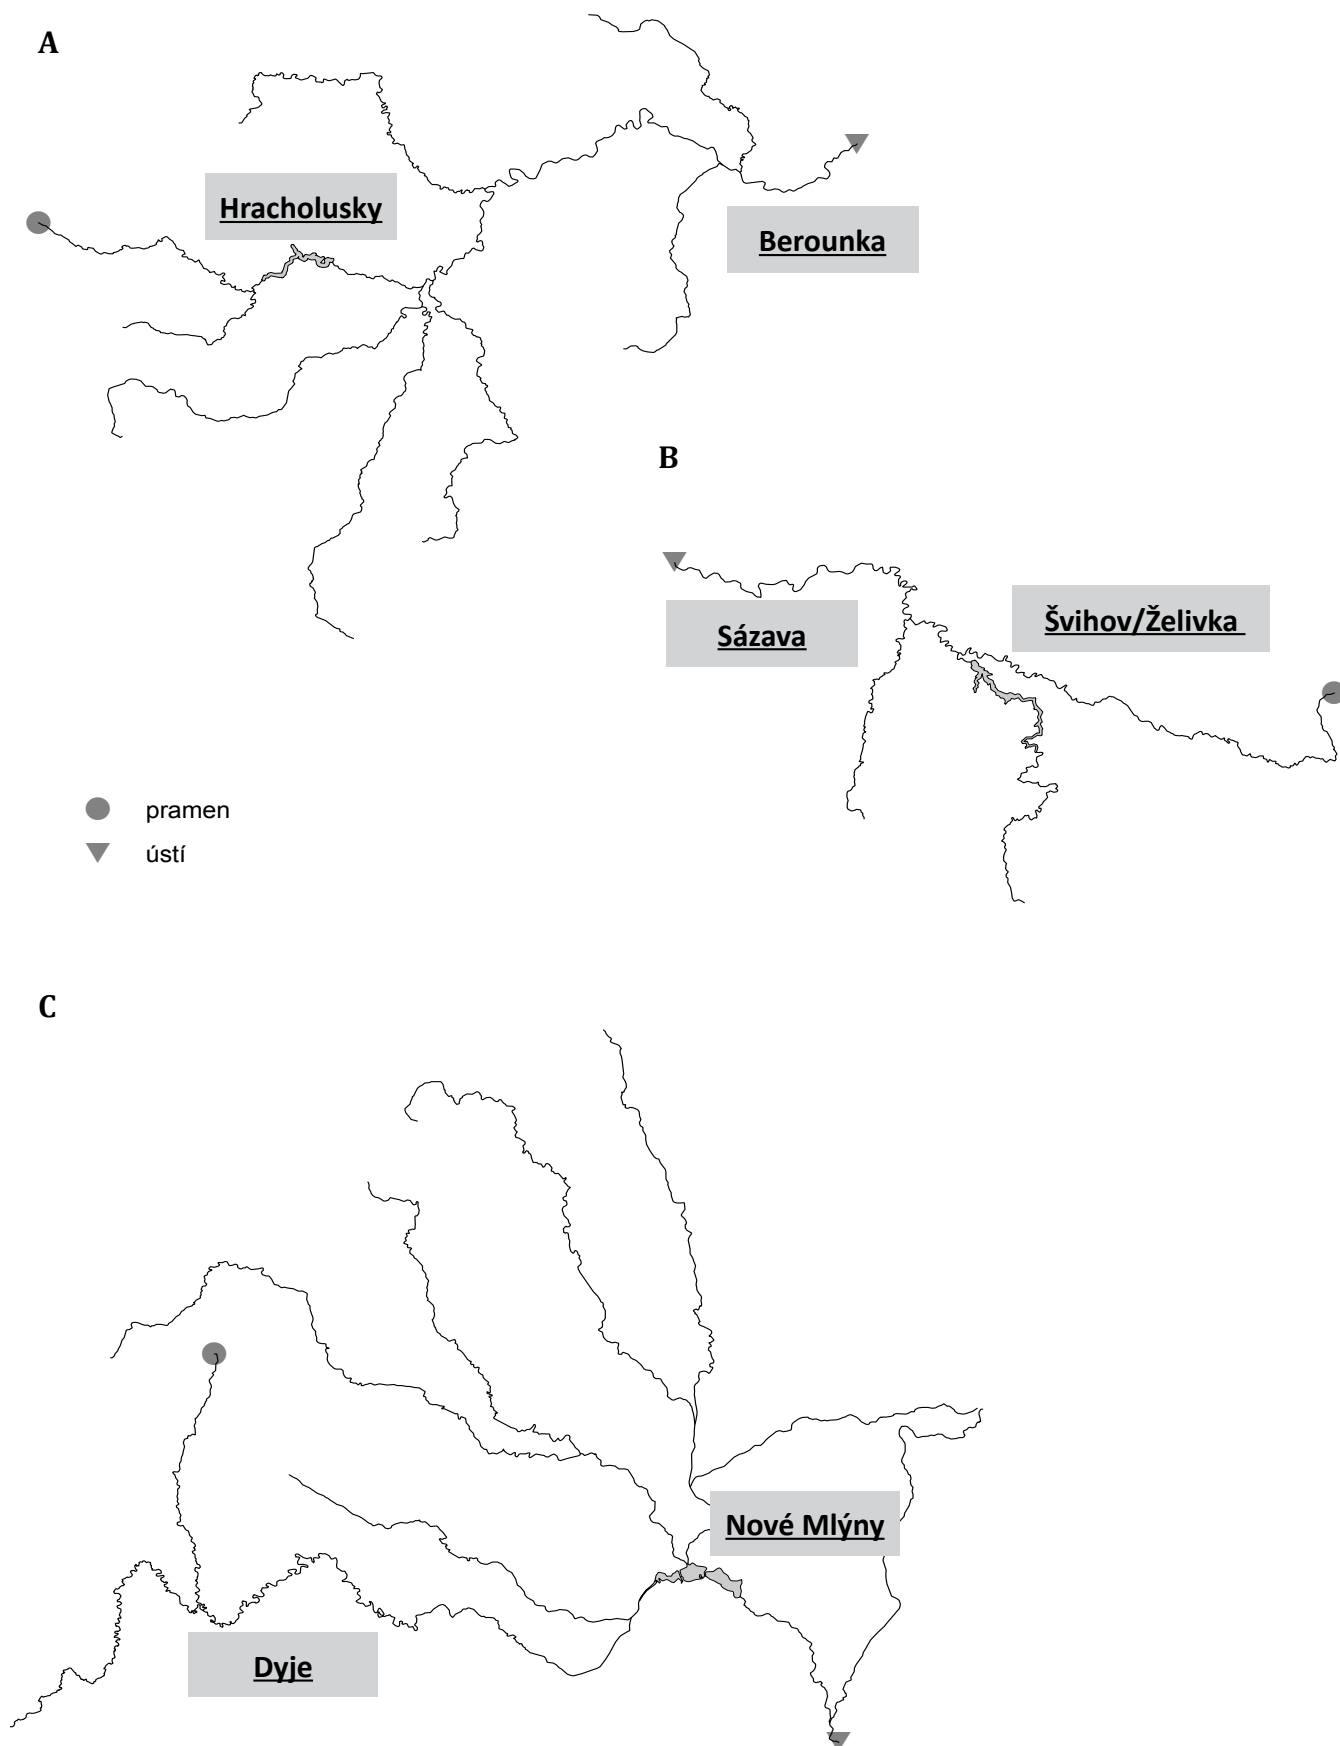 A
Hracholusky
Berounka
B
Švihov/Želivka
Sázava
pramen
ústí
C
Nové Mlýny
Dyje